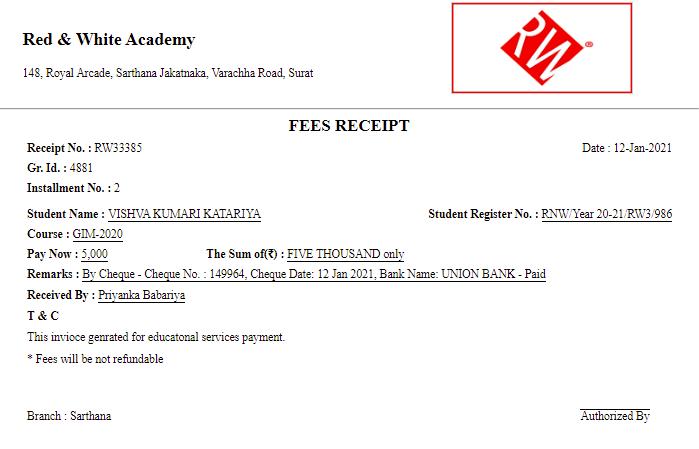 Red & White Academy
148, Royal Arcade, Sarthana Jakatnaka, Varachha Road, Surat
RW®
FEES RECEIPT
Receipt No. : RW33385 Date : 12-Jan-2021
Gr. Id. : 4881
Installment No. : 2
Student Name : VISHVA KUMARI KATARIYA Student Register No. : RNW/Year 20-21/RW3/986
Course : GIM-2020
Pay Now : 5,000 The Sum of(₹) : FIVE THOUSAND only
Remarks : By Cheque - Cheque No. : 149964, Cheque Date: 12 Jan 2021, Bank Name: UNION BANK - Paid
Received By : Priyanka Babariya
T & C
This invioce genrated for educatonal services payment.
* Fees will be not refundable
Branch : Sarthana Authorized By